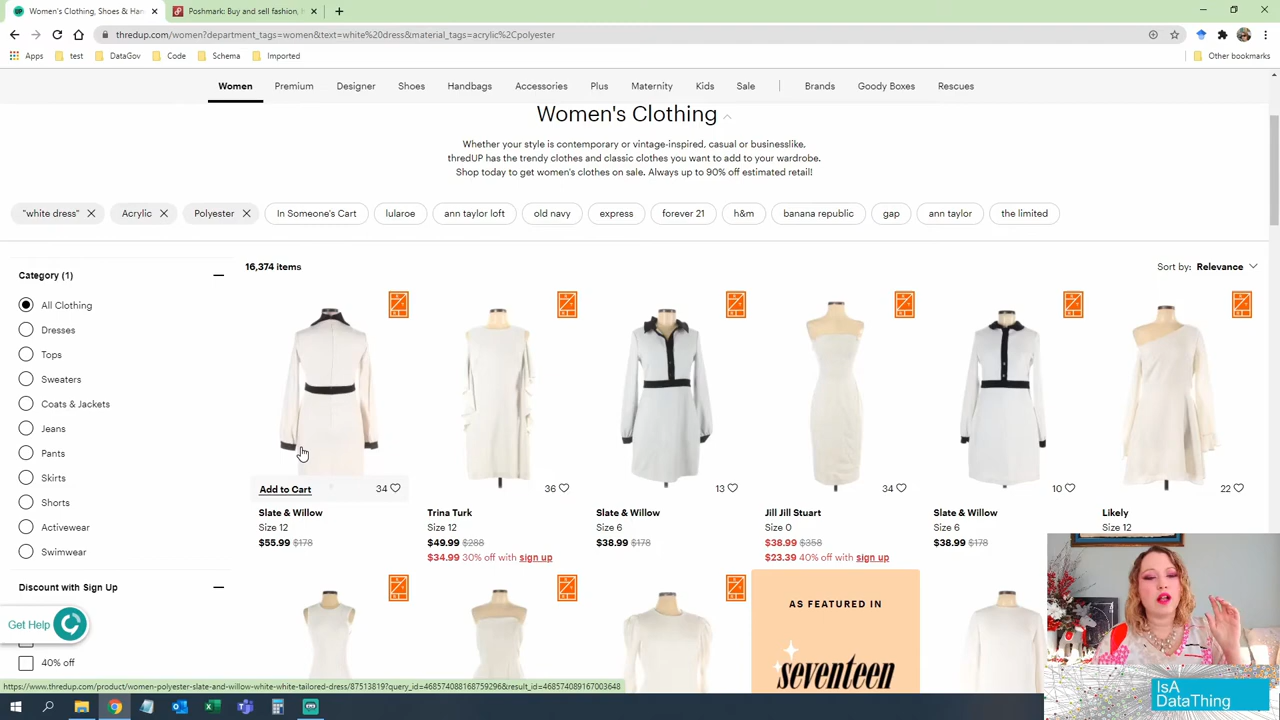 Women's Clothing, Shoes & Han
Poshmark: Buy and sell fashion, h
thredup.com/women?department_tags=women&text=white%20dress&material_tags=acrylic%2Cpolyester
Apps test DataGov Code Schema Imported Other bookmarks
Women Premium Designer Shoes Handbags Accessories Plus Maternity Kids Sale Brands Goody Boxes Rescues
Women's Clothing
Whether your style is contemporary or vintage-inspired, casual or businesslike,
thredUP has the trendy clothes and classic clothes you want to add to your wardrobe.
Shop today to get women's clothes on sale. Always up to 90% off estimated retail!
"white dress" Acrylic Polyester In Someone's Cart lularoe ann taylor loft old navy express forever 21 h&m banana republic gap ann taylor the limited
Category (1)
All Clothing
Dresses
Tops
Sweaters
Coats & Jackets
Jeans
Pants
Skirts
Shorts
Activewear
Swimwear
Discount with Sign Up
40% off
Get Help
16,374 items
Sort by: Relevance
Add to Cart 34 36 13 34 10 22
Slate & Willow Trina Turk Slate & Willow Jill Jill Stuart Slate & Willow Likely
Size 12 Size 12 Size 6 Size 0 Size 6 Size 12
$55.99 $178 $49.99 $288 $38.99 $178 $38.99 $358 $38.99 $178
$34.99 30% off with sign up $23.39 40% off with sign up
AS FEATURED IN
seventeen
https://www.thredup.com/product/women-polyester-slate-and-willow-white-white-tailored-dress/87513819?query_id=468574088168759296&result_id=468574089167003648
IsA
DataThing